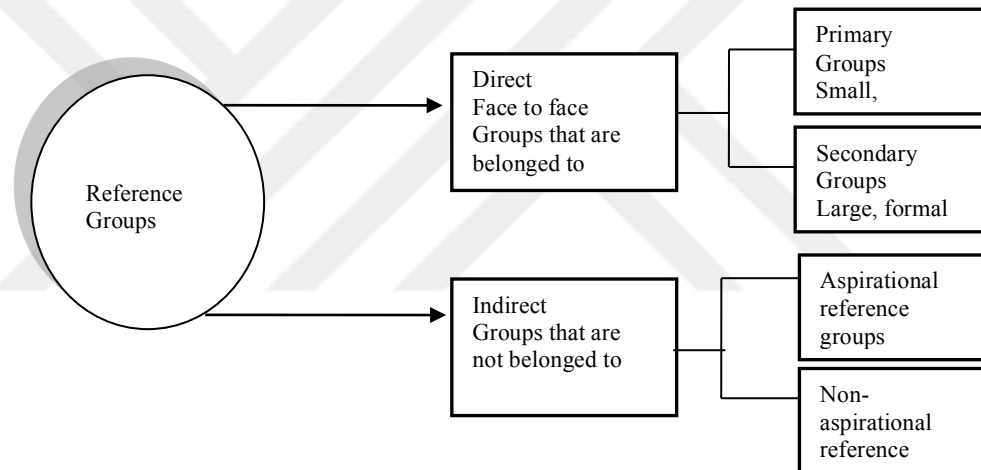 Reference
Groups
Direct
Face to face
Groups that are
belonged to
Primary
Groups
Small,
Secondary
Groups
Large, formal
Indirect
Groups that are
not belonged to
Aspirational
reference
groups
Non-
aspirational
reference